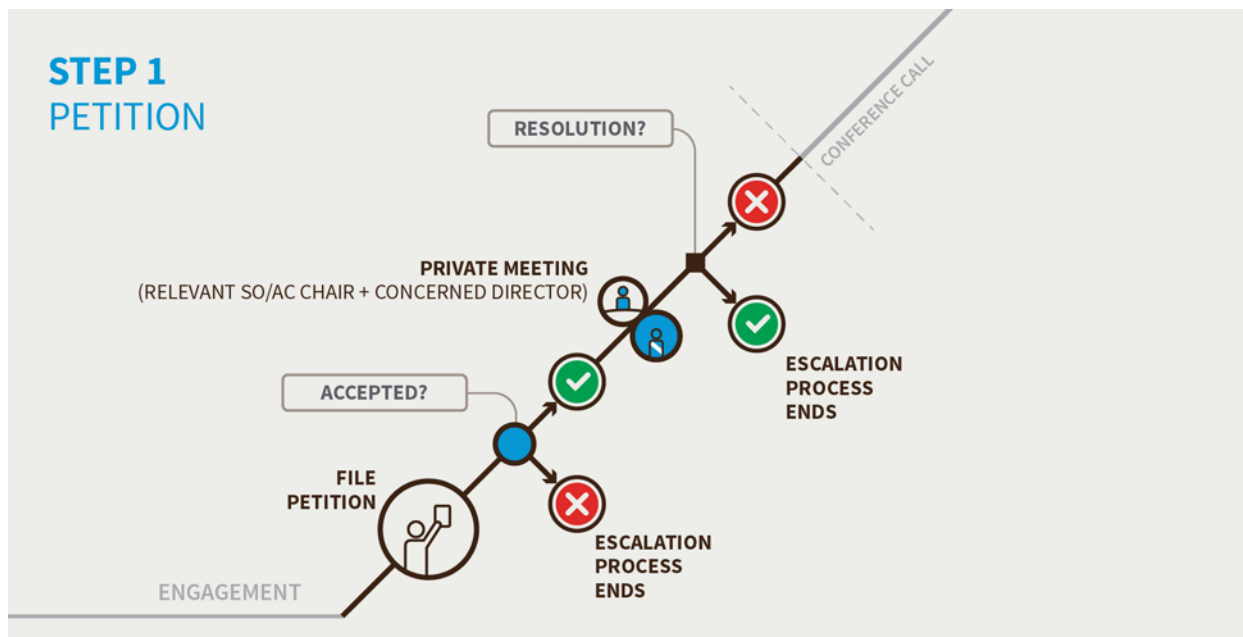 STEP 1
PETITION
CONFERENCE CALL
RESOLUTION?
PRIVATE MEETING
(RELEVANT SO/AC CHAIR + CONCERNED DIRECTOR)
ESCALATION
PROCESS
ENDS
ACCEPTED?
FILE
PETITION
ESCALATION
PROCESS
ENDS
ENGAGEMENT